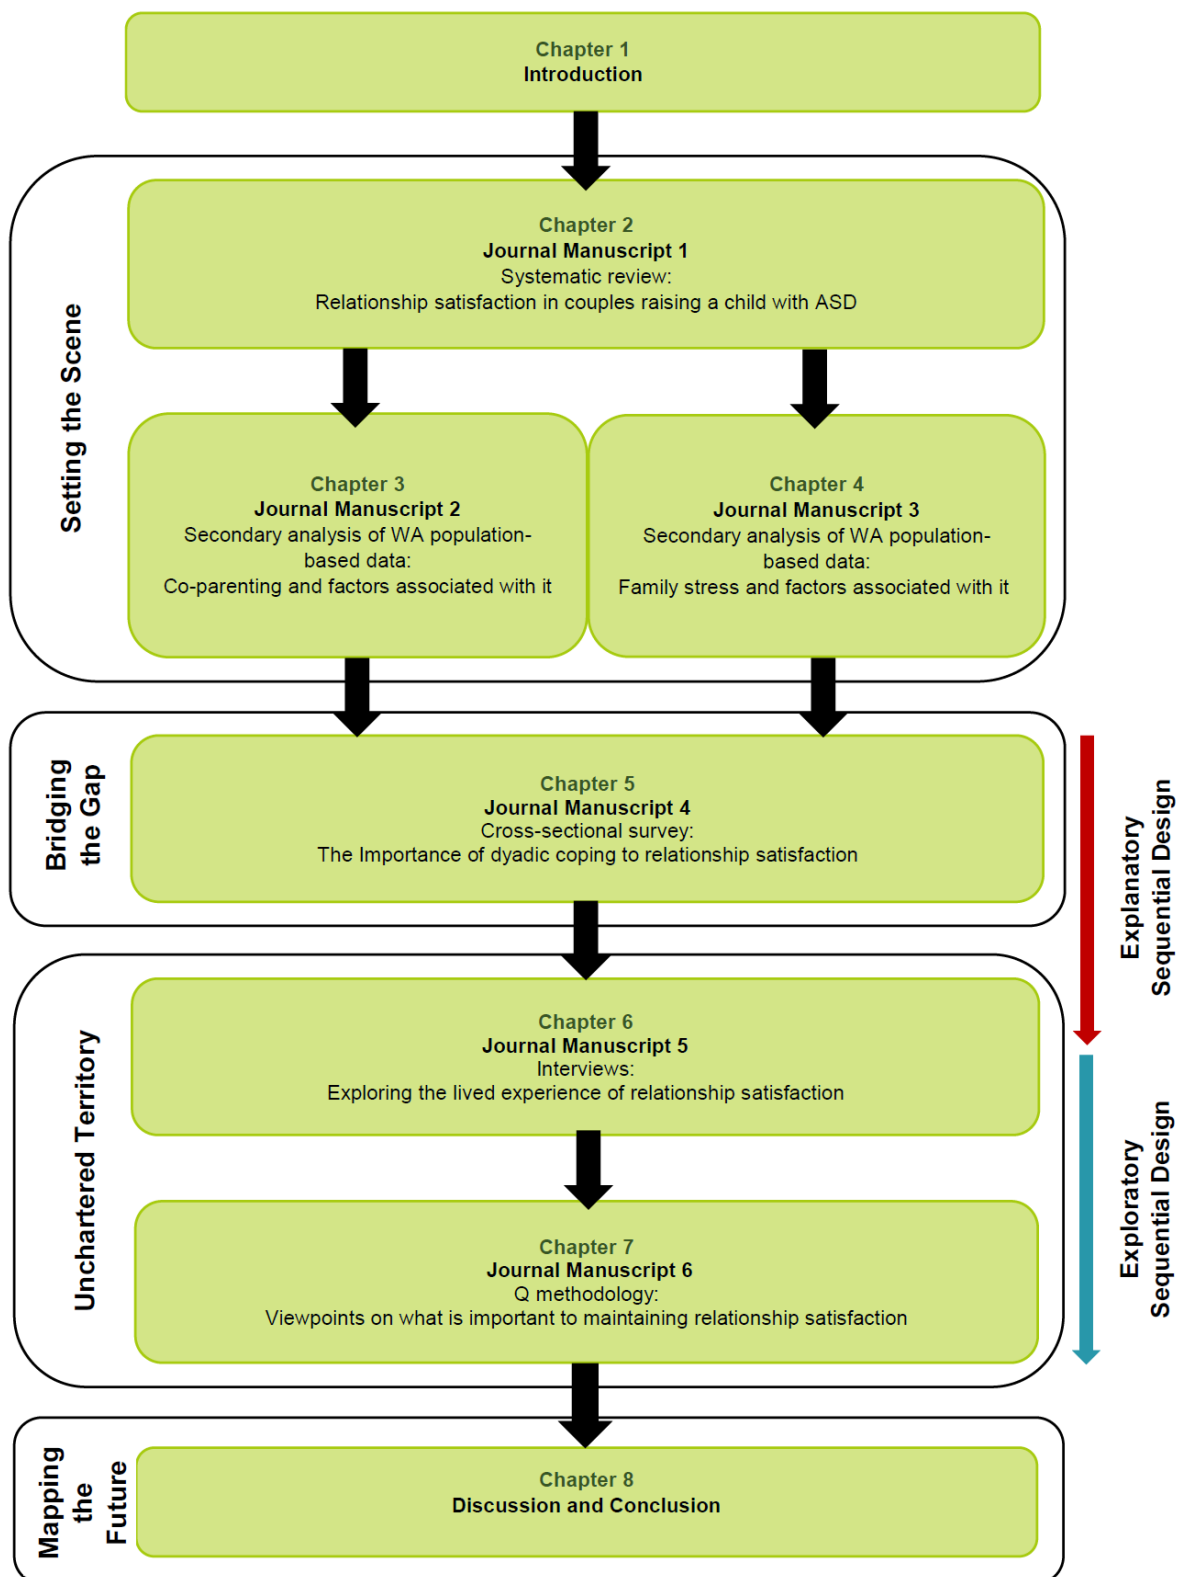 Chapter 1
Introduction
Setting the Scene
Chapter 2
Journal Manuscript 1
Systematic review:
Relationship satisfaction in couples raising a child with ASD
Chapter 3
Journal Manuscript 2
Secondary analysis of WA population-
based data:
Co-parenting and factors associated with it
Chapter 4
Journal Manuscript 3
Secondary analysis of WA population-
based data:
Family stress and factors associated with it
Bridging
the Gap
Chapter 5
Journal Manuscript 4
Cross-sectional survey:
The Importance of dyadic coping to relationship satisfaction
Explanatory
Sequential Design
Unchartered Territory
Chapter 6
Journal Manuscript 5
Interviews:
Exploring the lived experience of relationship satisfaction
Chapter 7
Journal Manuscript 6
Q methodology:
Viewpoints on what is important to maintaining relationship satisfaction
Exploratory
Sequential Design
Mapping
the
Future
Chapter 8
Discussion and Conclusion